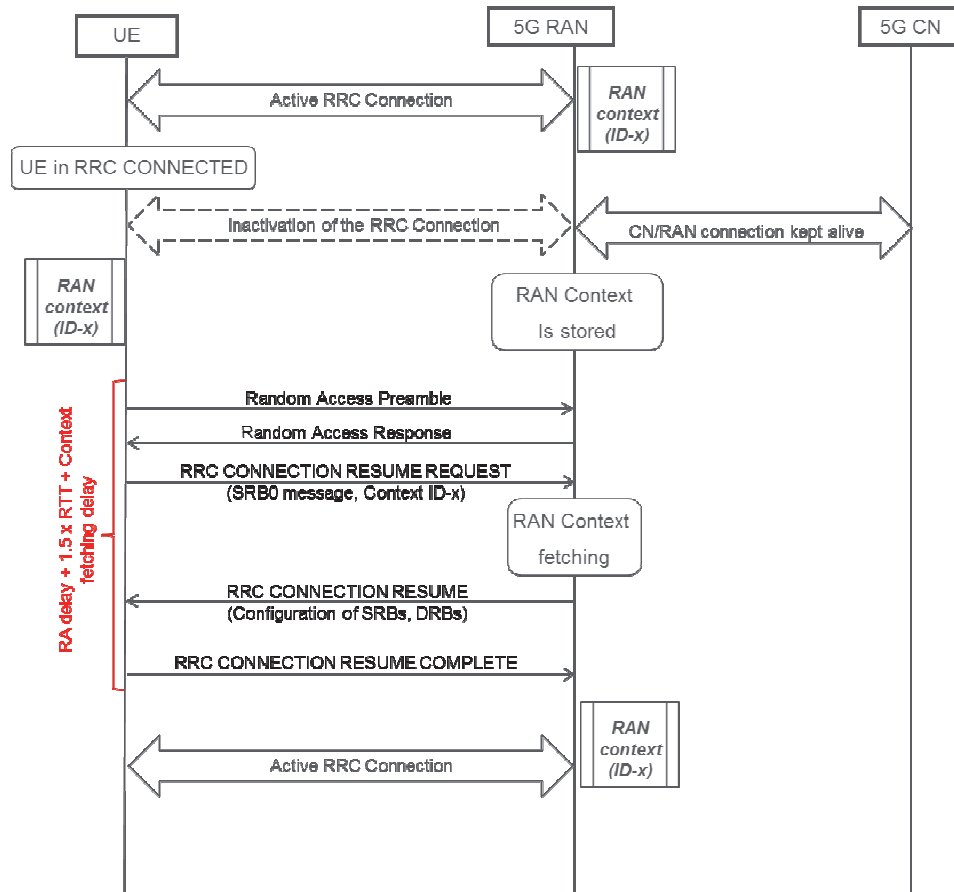 UE
5G RAN
5G CN
Active RRC Connection
RAN
context
(ID-x)
UE in RRC CONNECTED
Inactivation of the RRC Connection
CN/RAN connection kept alive
RAN
context
(ID-x)
RAN Context
Is stored
Random Access Preamble
Random Access Response
RRC CONNECTION RESUME REQUEST
(SRB0 message, Context ID-x)
RA delay + 1.5 x RTT + Context
fetching delay
RAN Context
fetching
RRC CONNECTION RESUME
(Configuration of SRBs, DRBs)
RRC CONNECTION RESUME COMPLETE
RAN
context
(ID-x)
Active RRC Connection